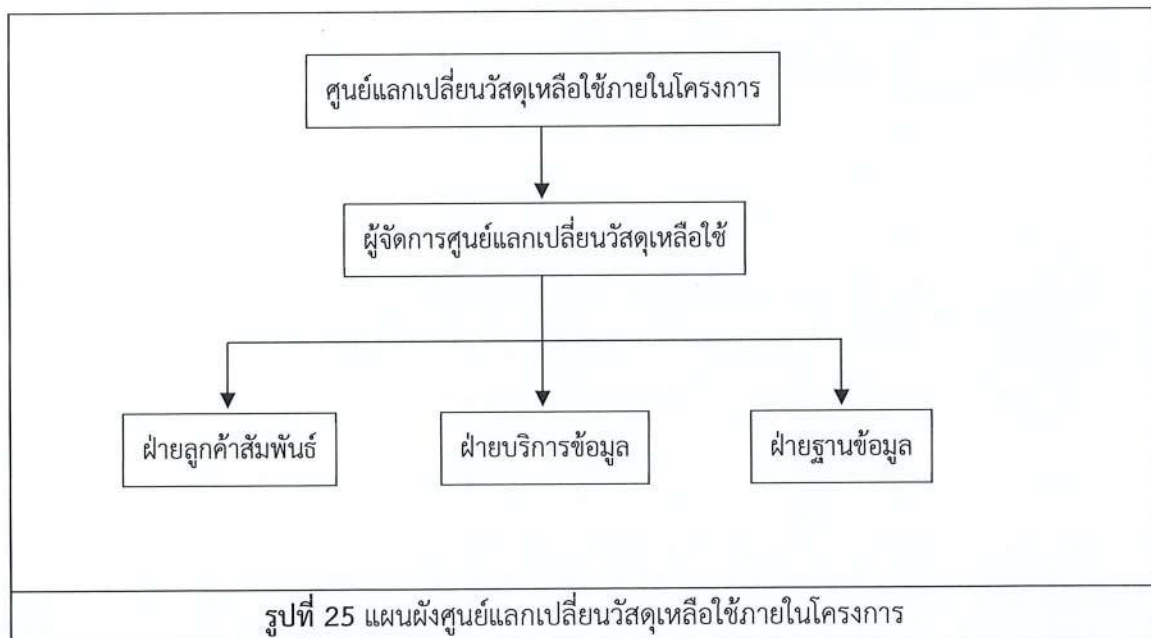 ศูนย์แลกเปลี่ยนวัสดุเหลือใช้ภายในโครงการ
ผู้จัดการศูนย์แลกเปลี่ยนวัสดุเหลือใช้
ฝ่ายลูกค้าสัมพันธ์
ฝ่ายบริการข้อมูล
ฝ่ายฐานข้อมูล
รูปที่ 25 แผนผังศูนย์แลกเปลี่ยนวัสดุเหลือใช้ภายในโครงการ